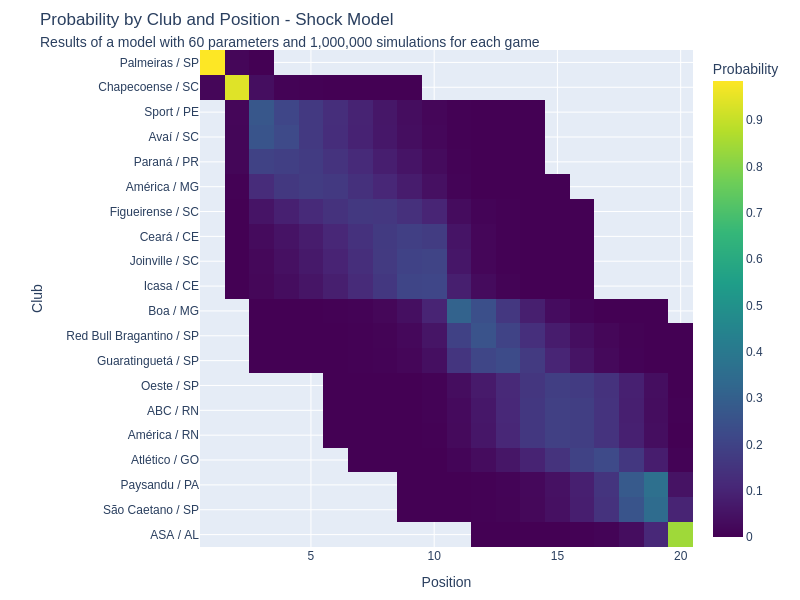 Probability by Club and Position - Shock Model
Results of a model with 60 parameters and 1,000,000 simulations for each game
Probability
Palmeiras / SP
Chapecoense / SC
Sport / PE
Avaí / SC
Paraná / PR
América / MG
Figueirense / SC
Ceará / CE
Joinville / SC
Icasa / CE
Boa / MG
Red Bull Bragantino / SP
Guaratinguetá / SP
Oeste / SP
ABC / RN
América / RN
Atlético / GO
Paysandu / PA
São Caetano / SP
ASA / AL
Club
5
10
15
20
Position
0.9
0.8
0.7
0.6
0.5
0.4
0.3
0.2
0.1
0